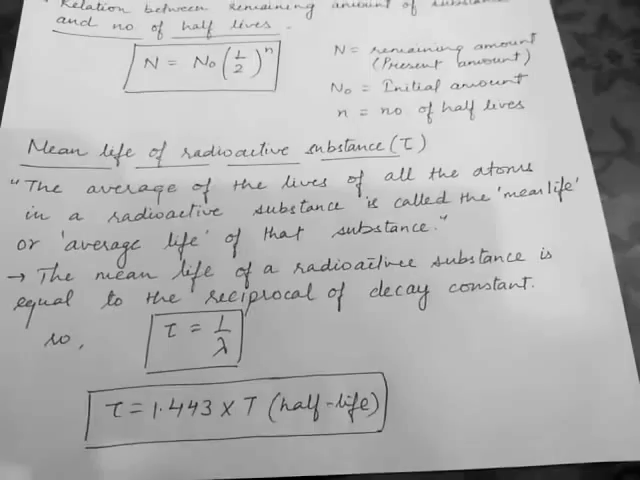 Relation between remaining amount of substance
and no of half lives.
N = N₀ (1/2)ⁿ
N = remaining amount
(Present amount)
N₀ = Initial amount
n = no of half lives
Mean life of radioactive substance (τ)
"The average of the lives of all the atoms
in a radioactive substance is called the 'mean life'
or 'average life' of that substance."
→ The mean life of a radioactive substance is
equal to the reciprocal of decay constant.
so, τ = 1/λ
τ = 1.443 x T (half-life)